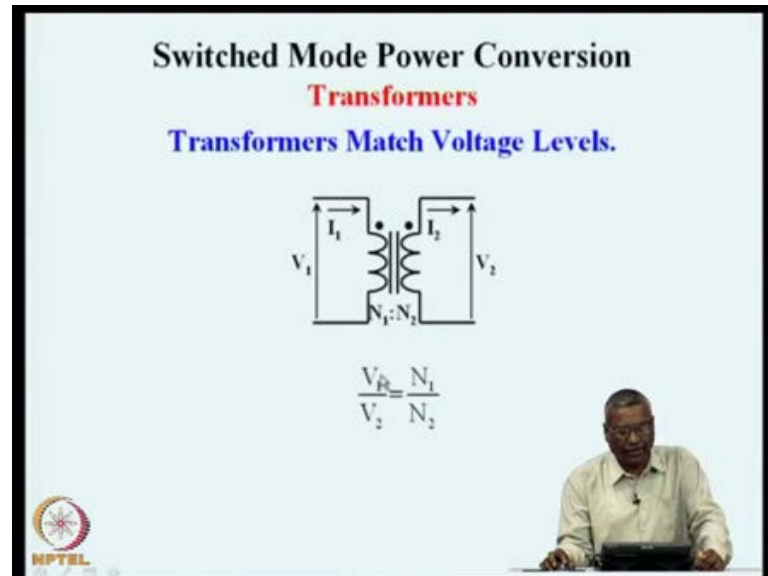 Switched Mode Power Conversion
Transformers
Transformers Match Voltage Levels.
I₁ I₂
V₁ V₂
N₁:N₂
V₁/V₂ = N₁/N₂
NPTEL